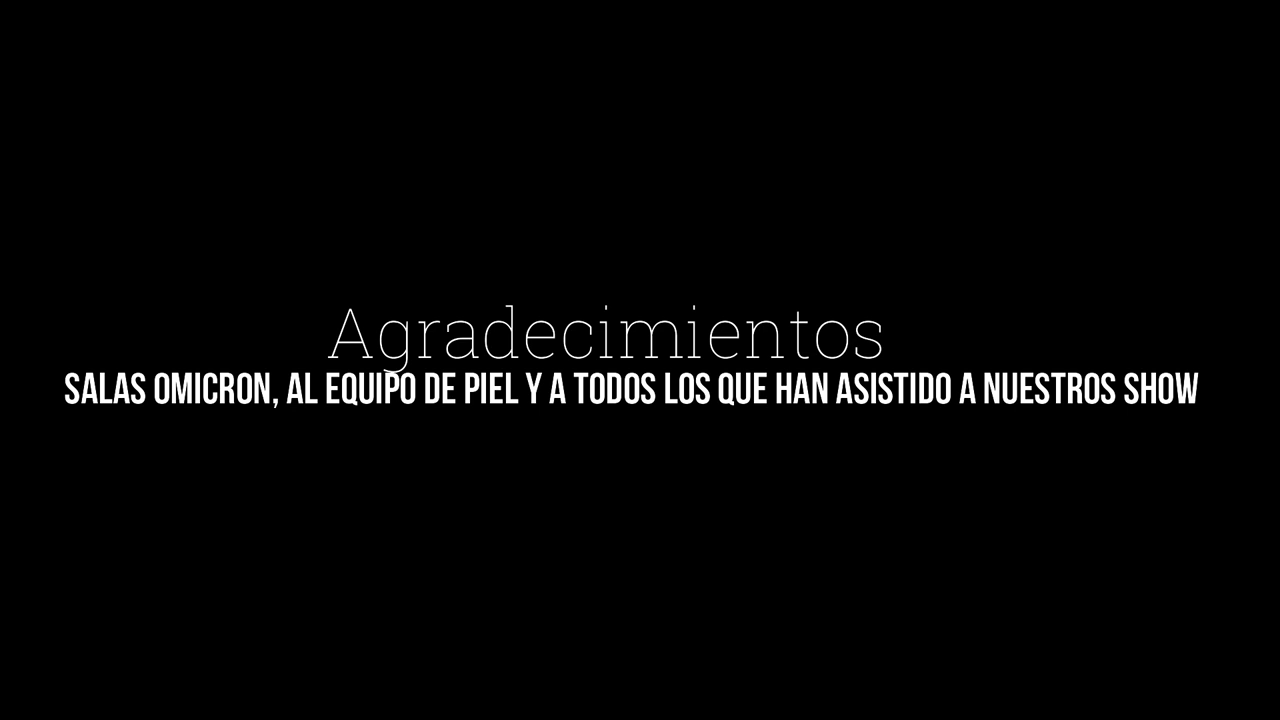 Agradecimientos
SALAS OMICRON, AL EQUIPO DE PIEL Y A TODOS LOS QUE HAN ASISTIDO A NUESTROS SHOW